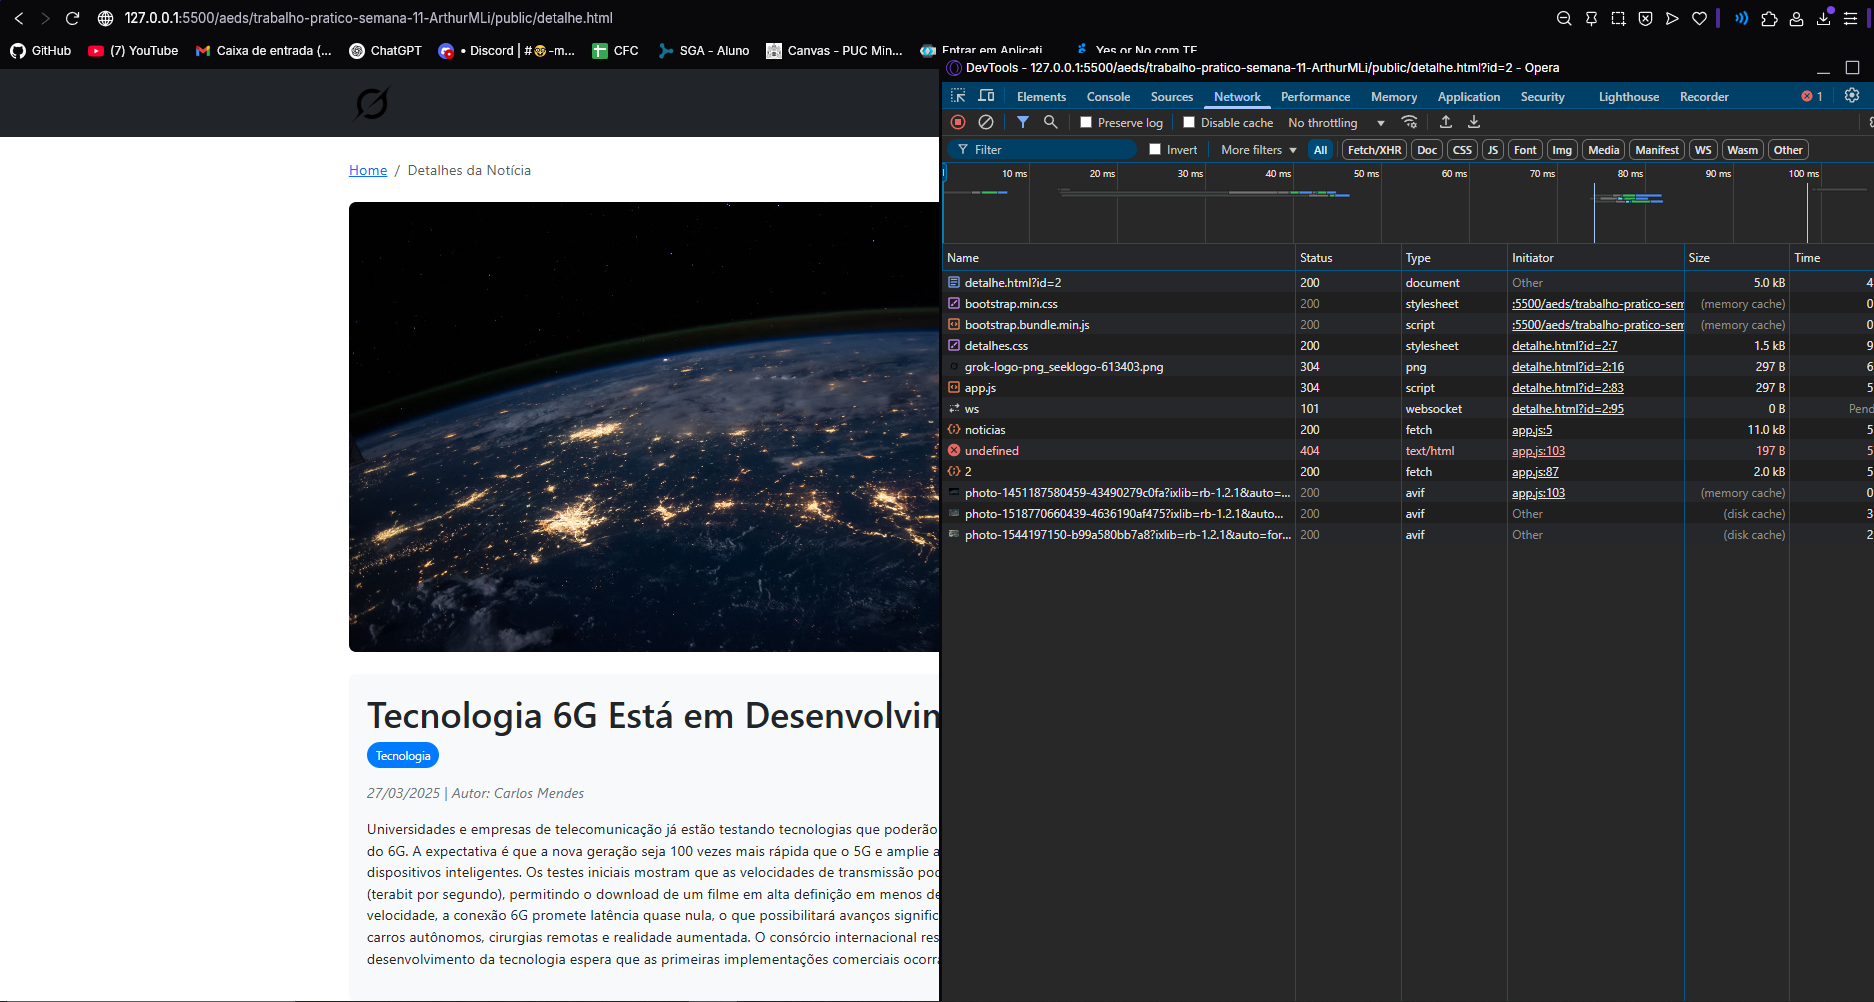 127.0.0.1:5500/aeds/trabalho-pratico-semana-11-ArthurMLi/public/detalhe.html
GitHub (7) YouTube Caixa de entrada (... ChatGPT • Discord | #🤓-m... CFC SGA - Aluno Canvas - PUC Min... Entrar em Aplicati Yes or No com TE
DevTools - 127.0.0.1:5500/aeds/trabalho-pratico-semana-11-ArthurMLi/public/detalhe.html?id=2 - Opera
Elements Console Sources Network Performance Memory Application Security Lighthouse Recorder 1
Preserve log Disable cache No throttling
Filter Invert More filters All Fetch/XHR Doc CSS JS Font Img Media Manifest WS Wasm Other
10 ms 20 ms 30 ms 40 ms 50 ms 60 ms 70 ms 80 ms 90 ms 100 ms
Name Status Type Initiator Size Time
detalhe.html?id=2 200 document Other 5.0 kB 4
bootstrap.min.css 200 stylesheet :5500/aeds/trabalho-pratico-sem (memory cache) 0
bootstrap.bundle.min.js 200 script :5500/aeds/trabalho-pratico-sem (memory cache) 0
detalhes.css 200 stylesheet detalhe.html?id=2:7 1.5 kB 9
grok-logo-png_seeklogo-613403.png 304 png detalhe.html?id=2:16 297 B 6
app.js 304 script detalhe.html?id=2:83 297 B 5
ws 101 websocket detalhe.html?id=2:95 0 B Pend
noticias 200 fetch app.js:5 11.0 kB 5
undefined 404 text/html app.js:103 197 B 5
2 200 fetch app.js:87 2.0 kB 5
photo-1451187580459-43490279c0fa?ixlib=rb-1.2.1&auto=... 200 avif app.js:103 (memory cache) 0
photo-1518770660439-4636190af475?ixlib=rb-1.2.1&auto... 200 avif Other (disk cache) 3
photo-1544197150-b99a580bb7a8?ixlib=rb-1.2.1&auto=for... 200 avif Other (disk cache) 2
Home / Detalhes da Notícia
Tecnologia 6G Está em Desenvolvim
Tecnologia
27/03/2025 | Autor: Carlos Mendes
Universidades e empresas de telecomunicação já estão testando tecnologias que poderão
do 6G. A expectativa é que a nova geração seja 100 vezes mais rápida que o 5G e amplie a
dispositivos inteligentes. Os testes iniciais mostram que as velocidades de transmissão pod
(terabit por segundo), permitindo o download de um filme em alta definição em menos de
velocidade, a conexão 6G promete latência quase nula, o que possibilitará avanços signific
carros autônomos, cirurgias remotas e realidade aumentada. O consórcio internacional res
desenvolvimento da tecnologia espera que as primeiras implementações comerciais ocorra